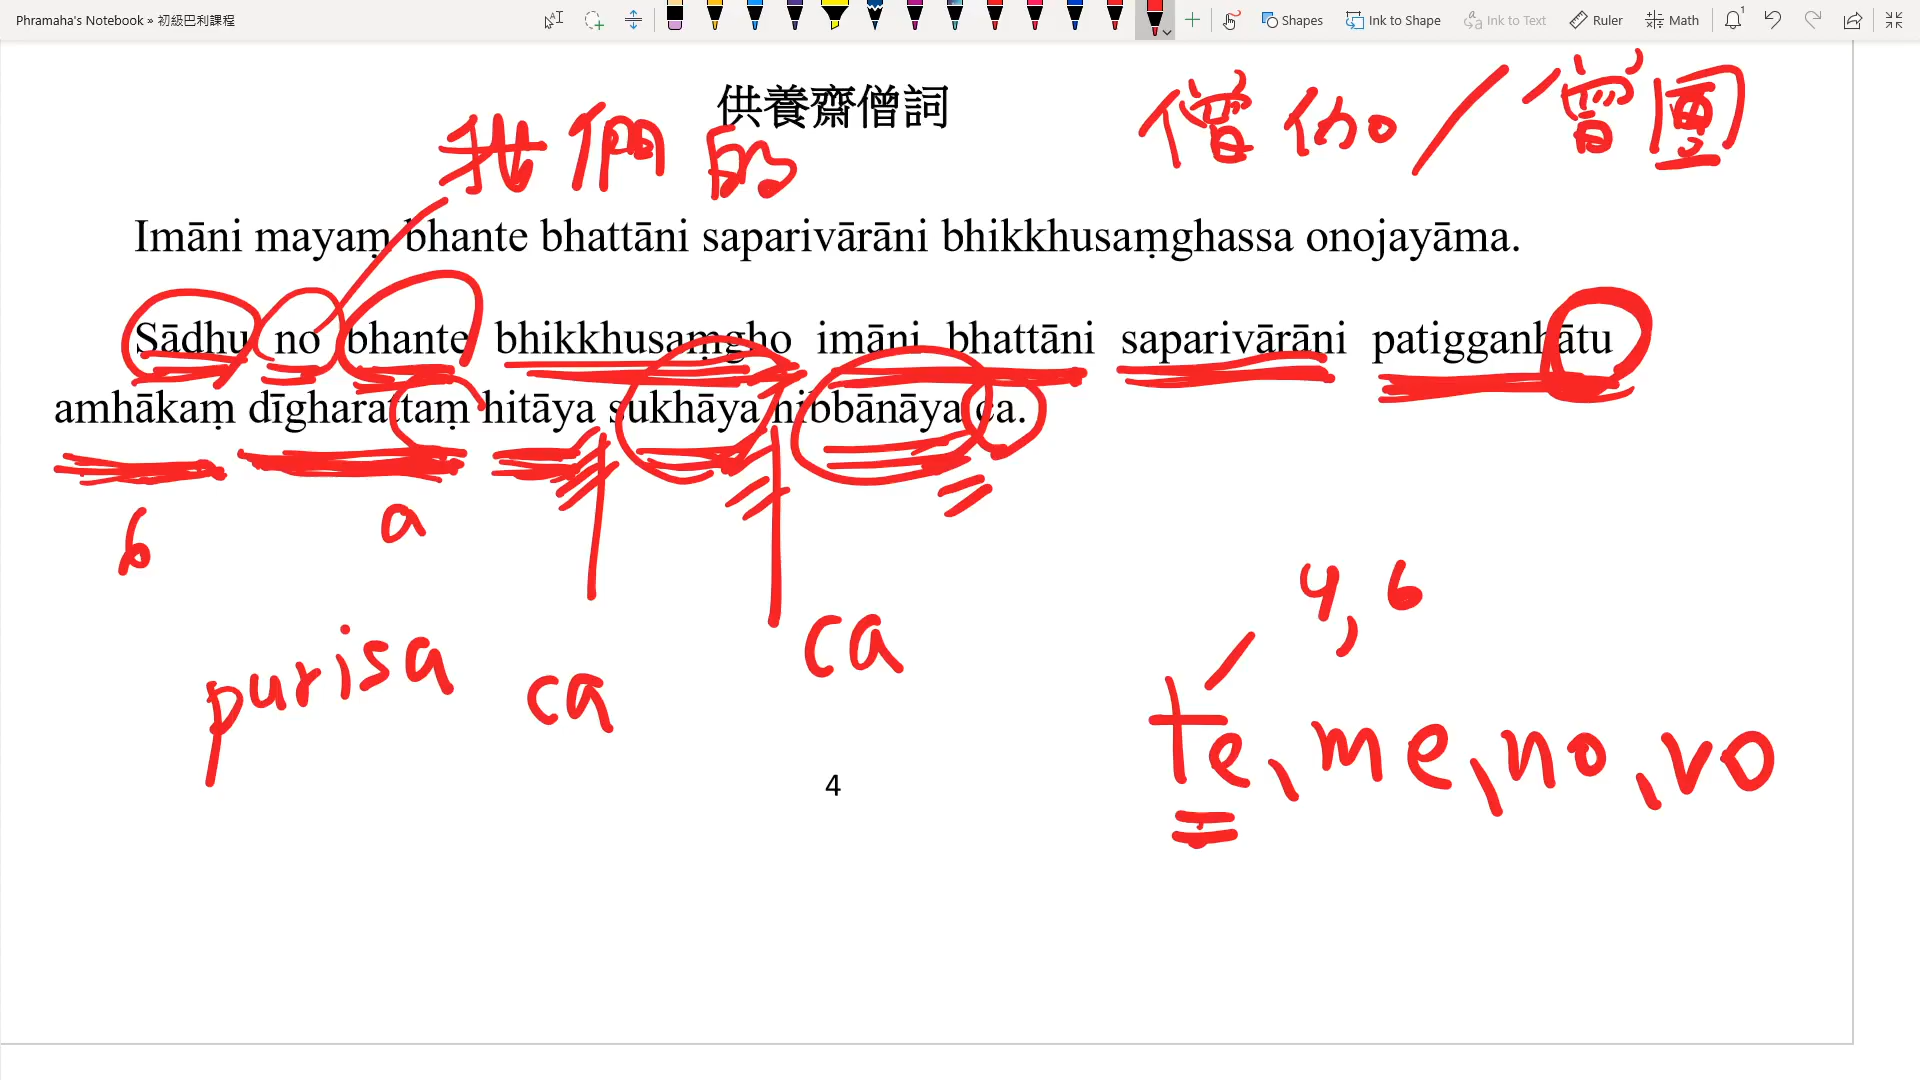 Phramaha's Notebook » 初級巴利課程
Shapes Ink to Shape Ink to Text Ruler Math
供養齋僧詞
我們的 僧伽/僧團
Imāni mayaṃ bhante bhattāni saparivārāni bhikkhusaṃghassa onojayāma.
Sādhu no bhante bhikkhusaṃgho imāni bhattāni saparivārāni patigganhātu
amhākaṃ dīgharattaṃ hitāya sukhāya nibbānāya ca.
6 a
4, 6
purisa ca ca
te, me, no, vo
4